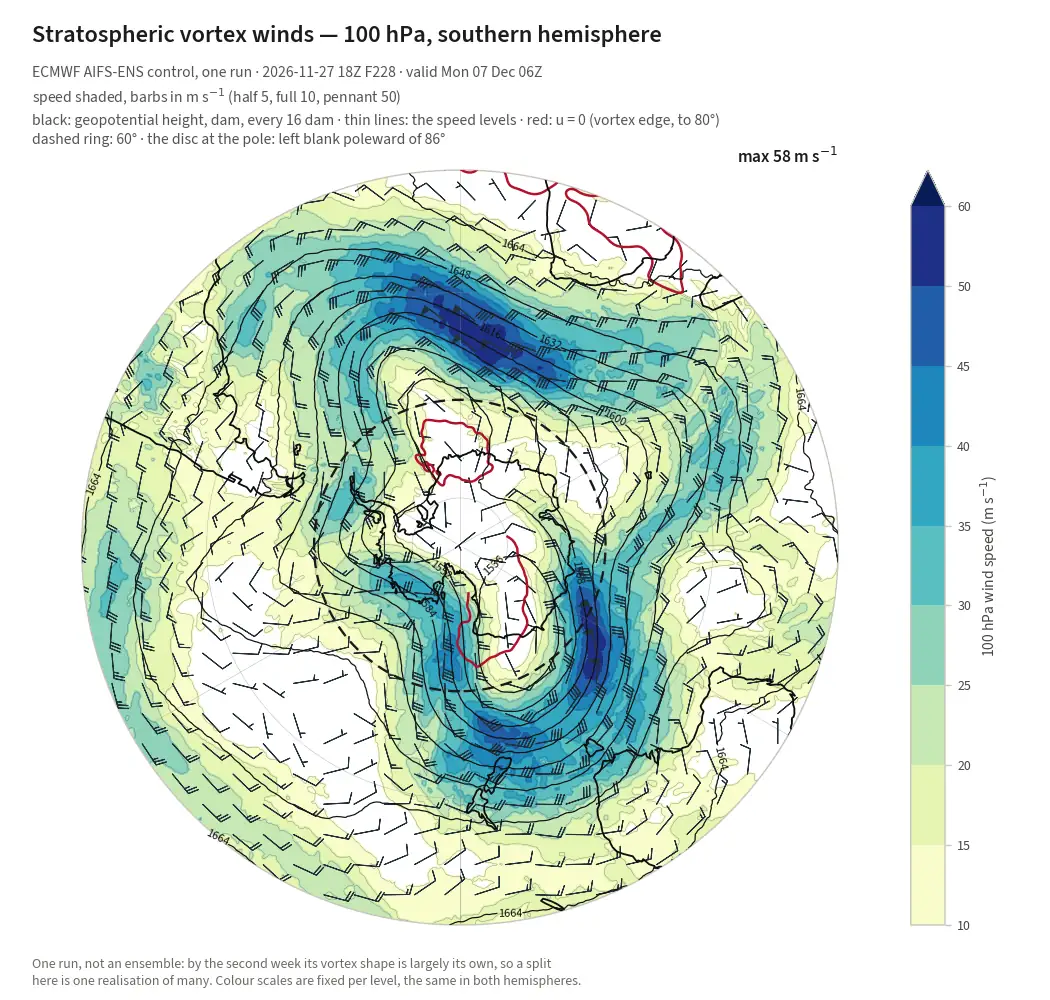 Stratospheric vortex winds — 100 hPa, southern hemisphere
ECMWF AIFS-ENS control, one run · 2026-11-27 18Z F228 · valid Mon 07 Dec 06Z
speed shaded, barbs in m s⁻¹ (half 5, full 10, pennant 50)
black: geopotential height, dam, every 16 dam · thin lines: the speed levels · red: u = 0 (vortex edge, to 80°)
dashed ring: 60° · the disc at the pole: left blank poleward of 86°
max 58 m s⁻¹
1664
1648
1616
1632
1600
1664
1664
1536
1584
1664
1664
1664
60
50
45
40
35
30
25
20
15
10
100 hPa wind speed (m s⁻¹)
One run, not an ensemble: by the second week its vortex shape is largely its own, so a split
here is one realisation of many. Colour scales are fixed per level, the same in both hemispheres.